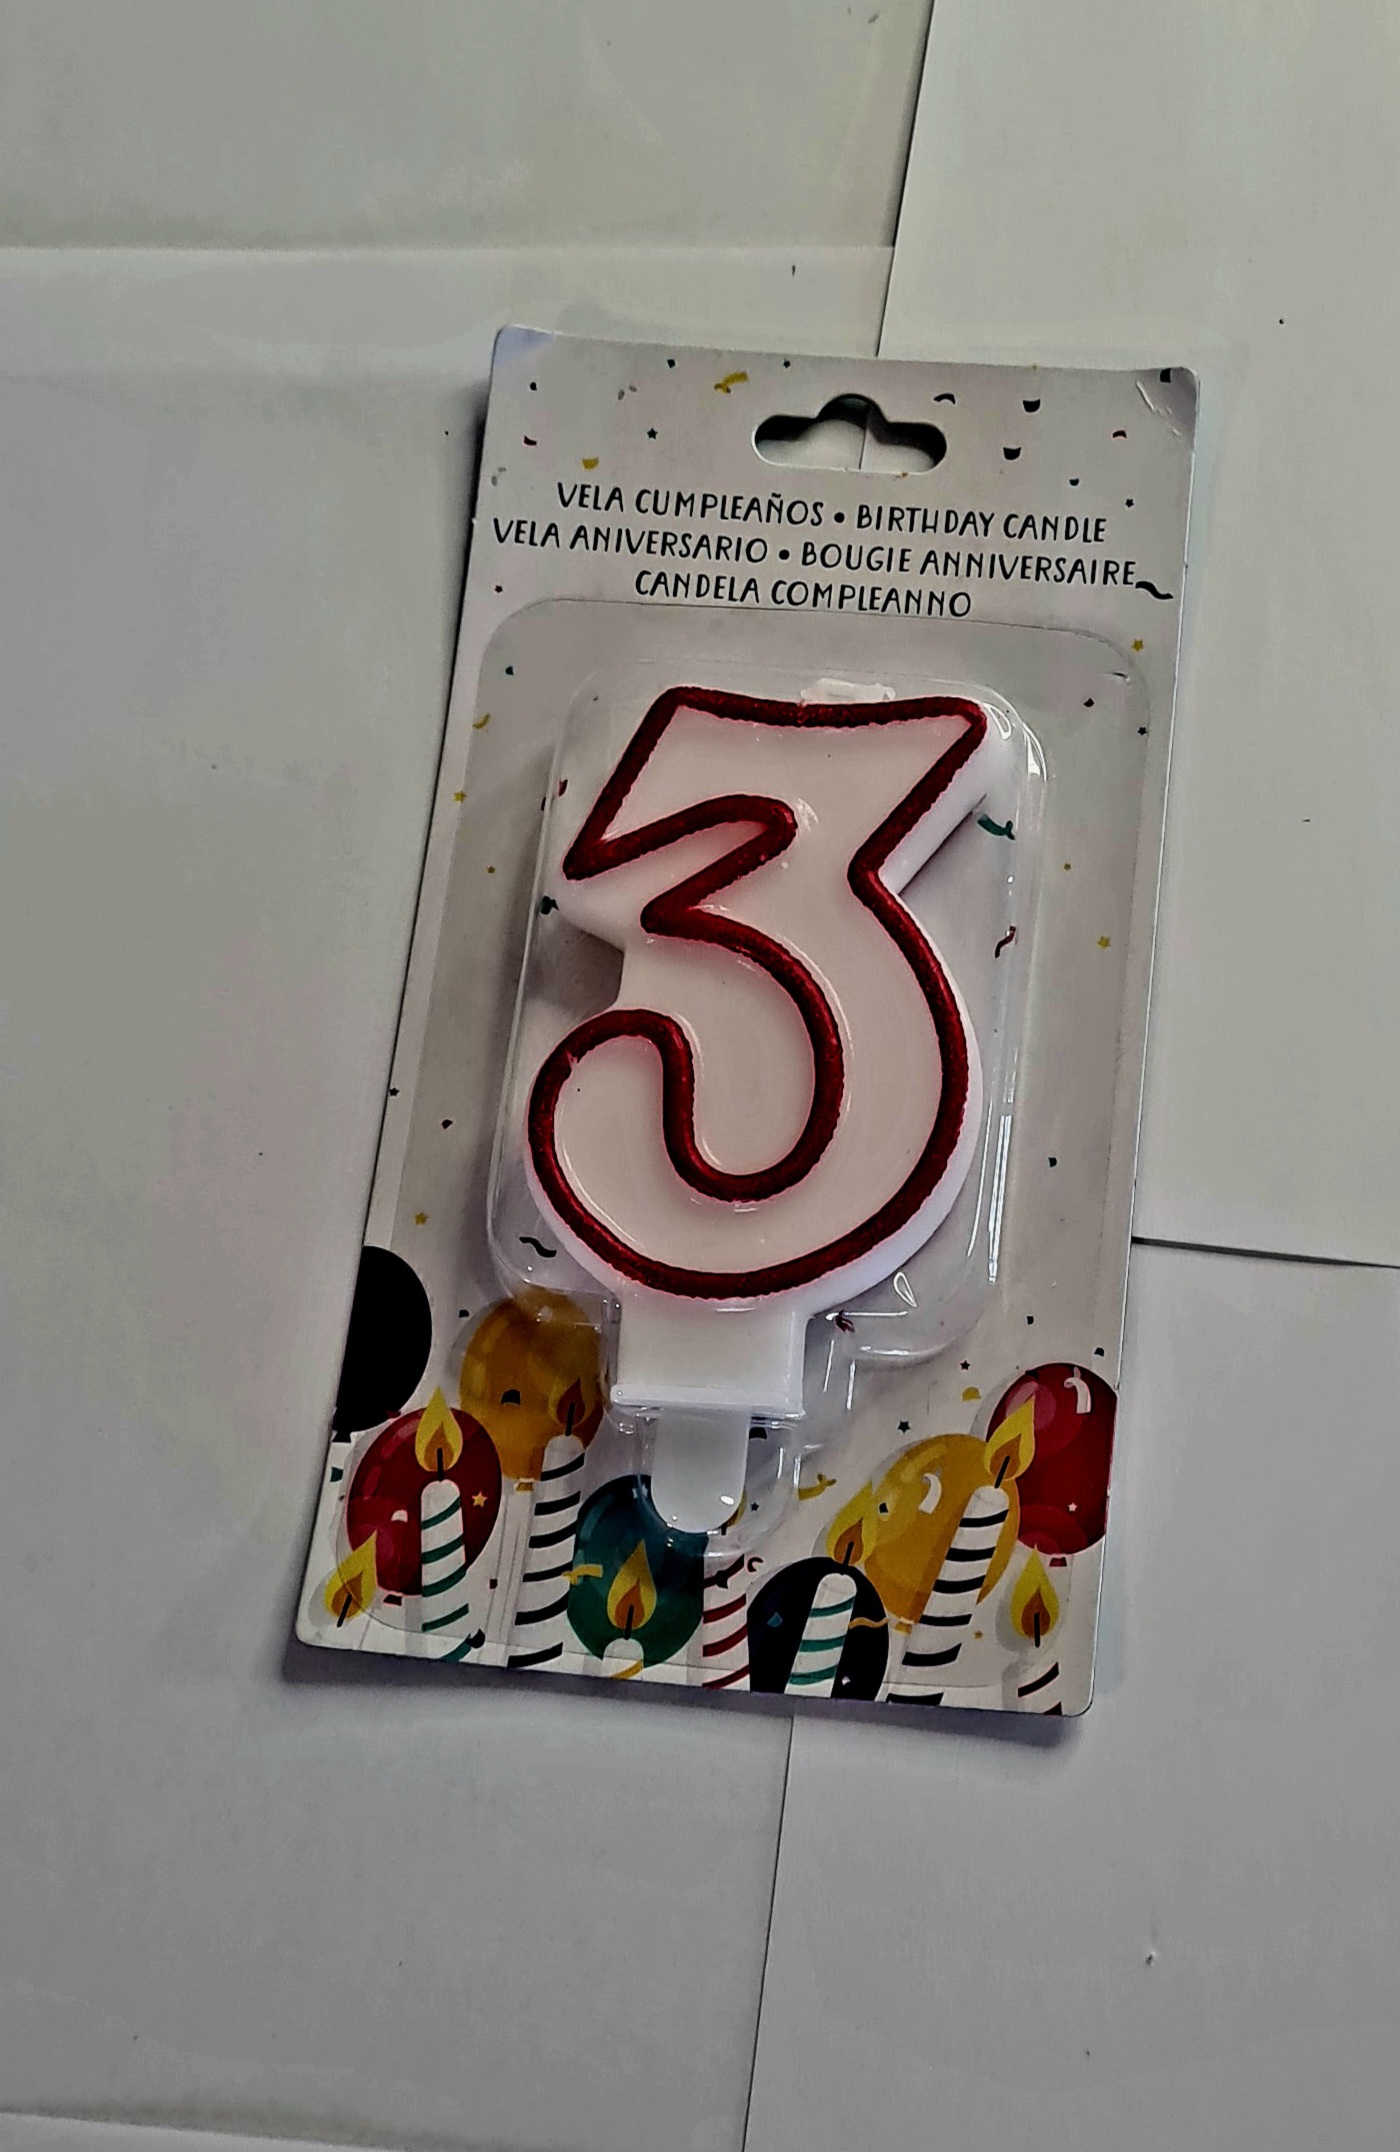 VELA CUMPLEAÑOS • BIRTHDAY CANDLE
VELA ANIVERSARIO • BOUGIE ANNIVERSAIRE
CANDELA COMPLEANNO
3